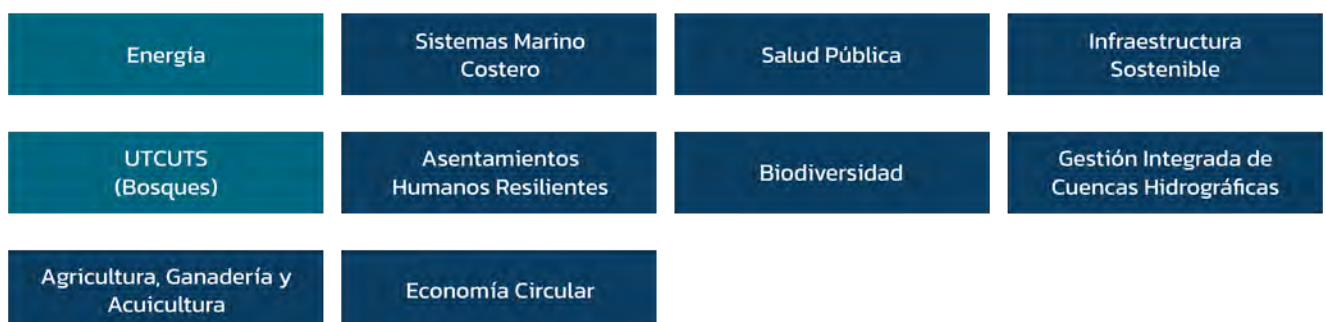 Energía
Sistemas Marino
Costero
Salud Pública
Infraestructura
Sostenible
UTCUTS
(Bosques)
Asentamientos
Humanos Resilientes
Biodiversidad
Gestión Integrada de
Cuencas Hidrográficas
Agricultura, Ganadería y
Acuicultura
Economía Circular